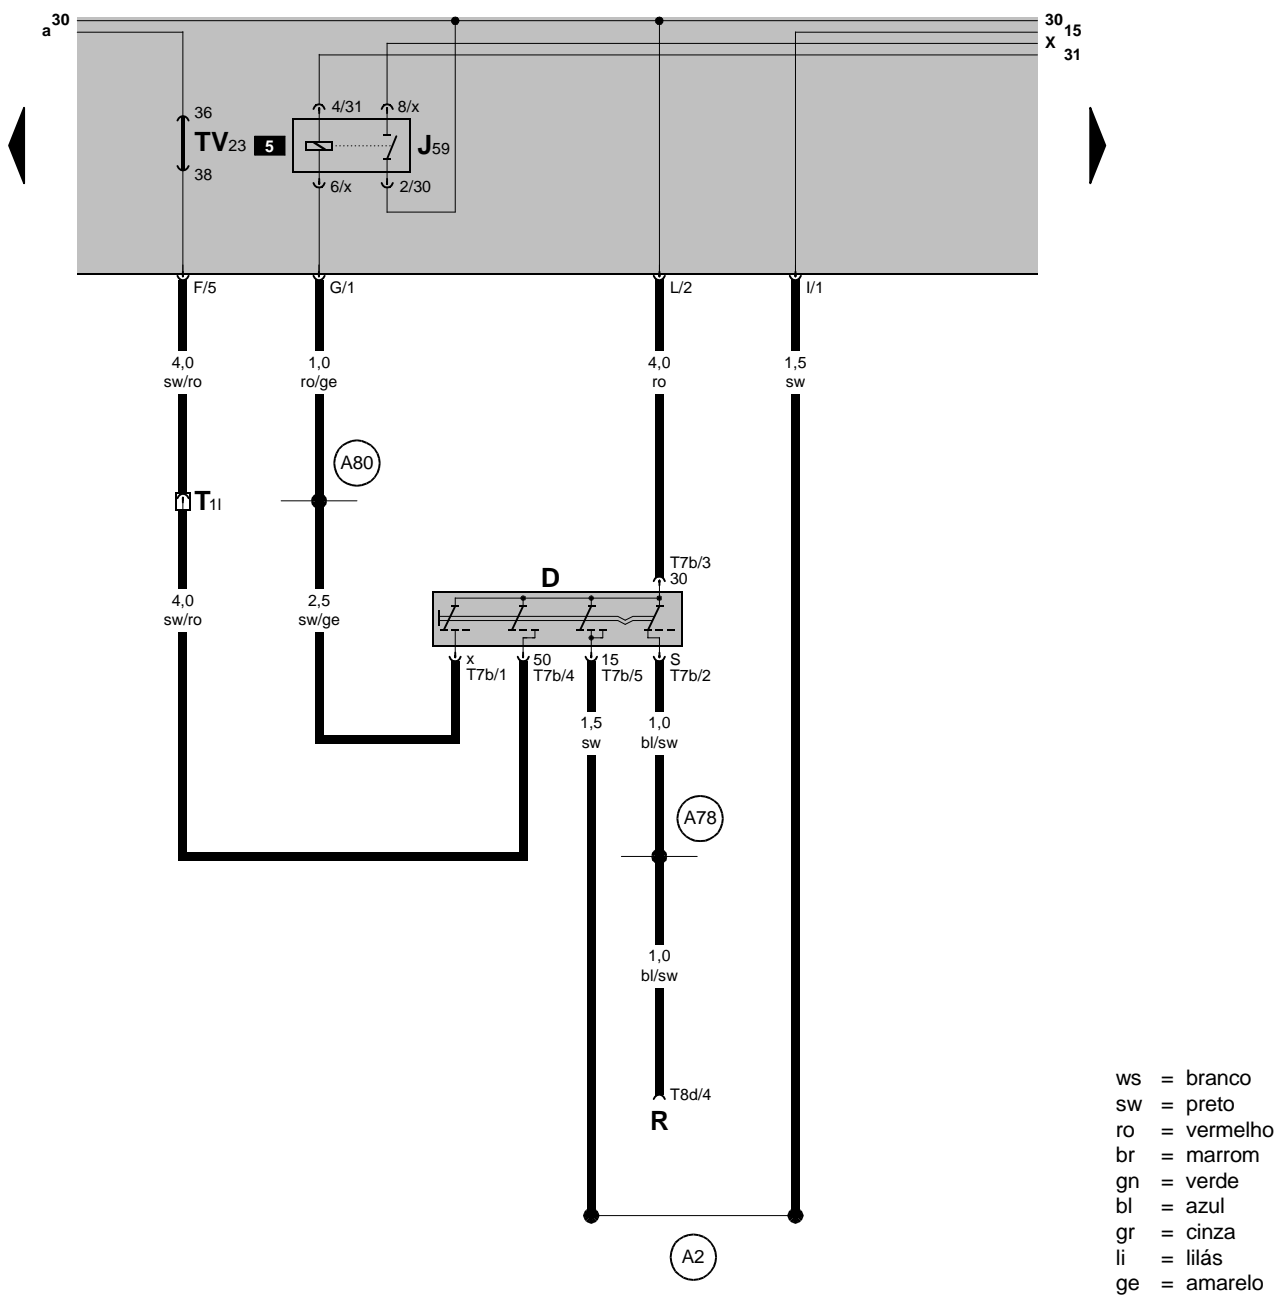 30
a
30
15
X
31
36
TV23
38
5
4/31
8/x
J59
6/x
2/30
F/5
G/1
L/2
I/1
4,0
sw/ro
1,0
ro/ge
4,0
ro
1,5
sw
A80
T1l
4,0
sw/ro
2,5
sw/ge
T7b/3
30
D
x
T7b/1
50
T7b/4
15
T7b/5
S
T7b/2
1,5
sw
1,0
bl/sw
A78
1,0
bl/sw
T8d/4
R
A2
ws = branco
sw = preto
ro = vermelho
br = marrom
gn = verde
bl = azul
gr = cinza
li = lilás
ge = amarelo